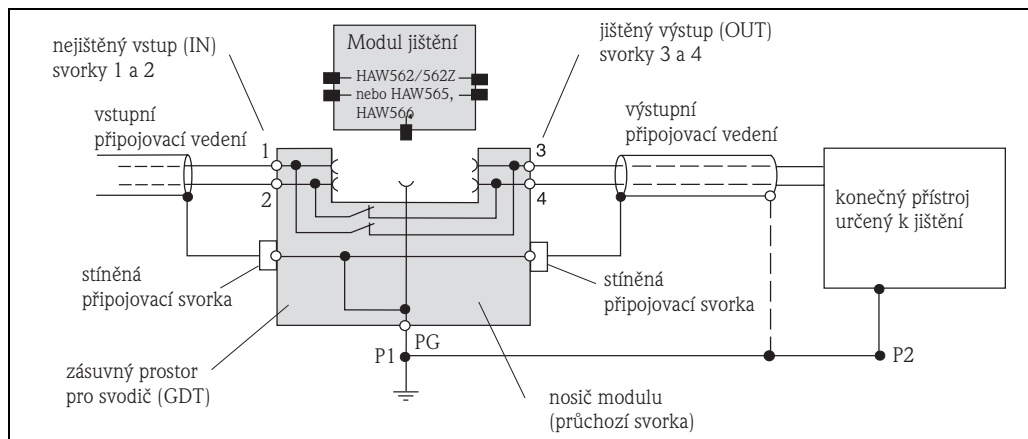 nejištěný vstup (IN)
svorky 1 a 2
Modul jištění
HAW562/562Z
nebo HAW565,
HAW566
jištěný výstup (OUT)
svorky 3 a 4
vstupní
připojovací vedení
výstupní
připojovací vedení
1
2
3
4
konečný přístroj
určený k jištění
stíněná
připojovací svorka
stíněná
připojovací svorka
PG
P1
P2
zásuvný prostor
pro svodič (GDT)
nosič modulu
(průchozí svorka)